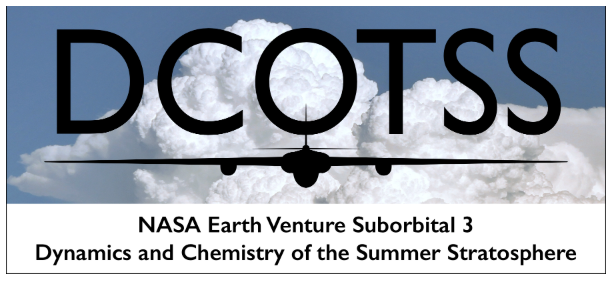 DCOTSS
NASA Earth Venture Suborbital 3
Dynamics and Chemistry of the Summer Stratosphere